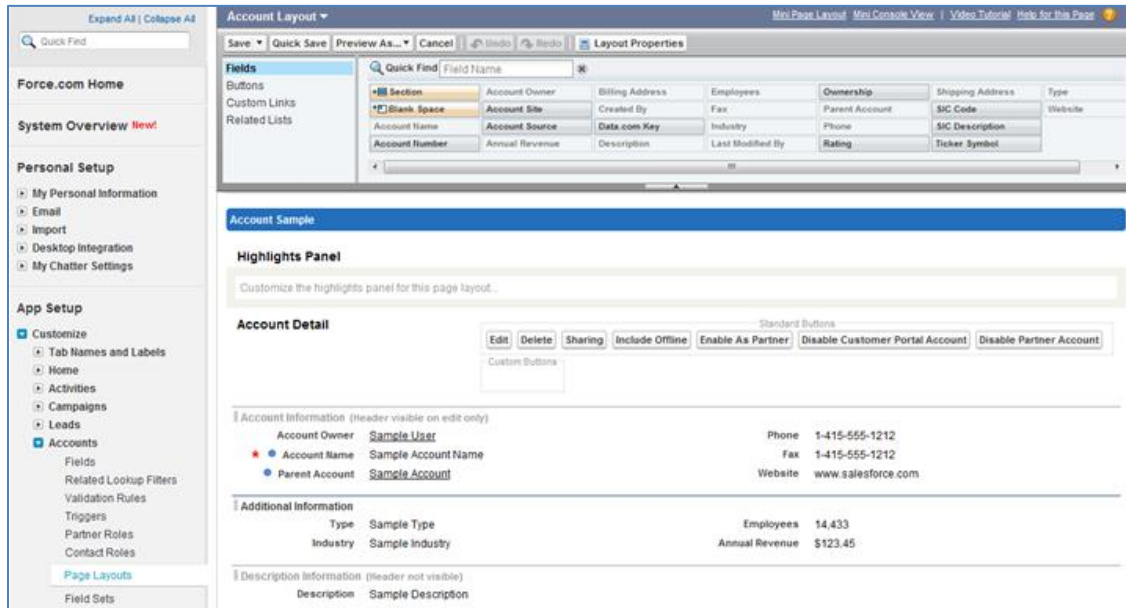 Expand All | Collapse All
Quick Find
Force.com Home
System Overview New!
Personal Setup
My Personal Information
Email
Import
Desktop Integration
My Chatter Settings
App Setup
Customize
Tab Names and Labels
Home
Activities
Campaigns
Leads
Accounts
Fields
Related Lookup Filters
Validation Rules
Triggers
Partner Roles
Contact Roles
Page Layouts
Field Sets
Account Layout
Mini Page Layout Mini Console View | Video Tutorial Help for this Page
Save Quick Save Preview As... Cancel Undo Redo Layout Properties
Fields
Buttons
Custom Links
Related Lists
Quick Find Field Name
Section Account Owner Billing Address Employees Ownership Shipping Address Type
Blank Space Account Site Created By Fax Parent Account SIC Code Website
Account Name Account Source Data.com Key Industry Phone SIC Description
Account Number Annual Revenue Description Last Modified By Rating Ticker Symbol
Account Sample
Highlights Panel
Customize the highlights panel for this page layout...
Account Detail
Standard Buttons
Edit Delete Sharing Include Offline Enable As Partner Disable Customer Portal Account Disable Partner Account
Custom Buttons
Account Information (Header visible on edit only)
Account Owner Sample User Phone 1-415-555-1212
* Account Name Sample Account Name Fax 1-415-555-1212
Parent Account Sample Account Website www.salesforce.com
Additional Information
Type Sample Type Employees 14,433
Industry Sample Industry Annual Revenue $123.45
Description Information (Header not visible)
Description Sample Description